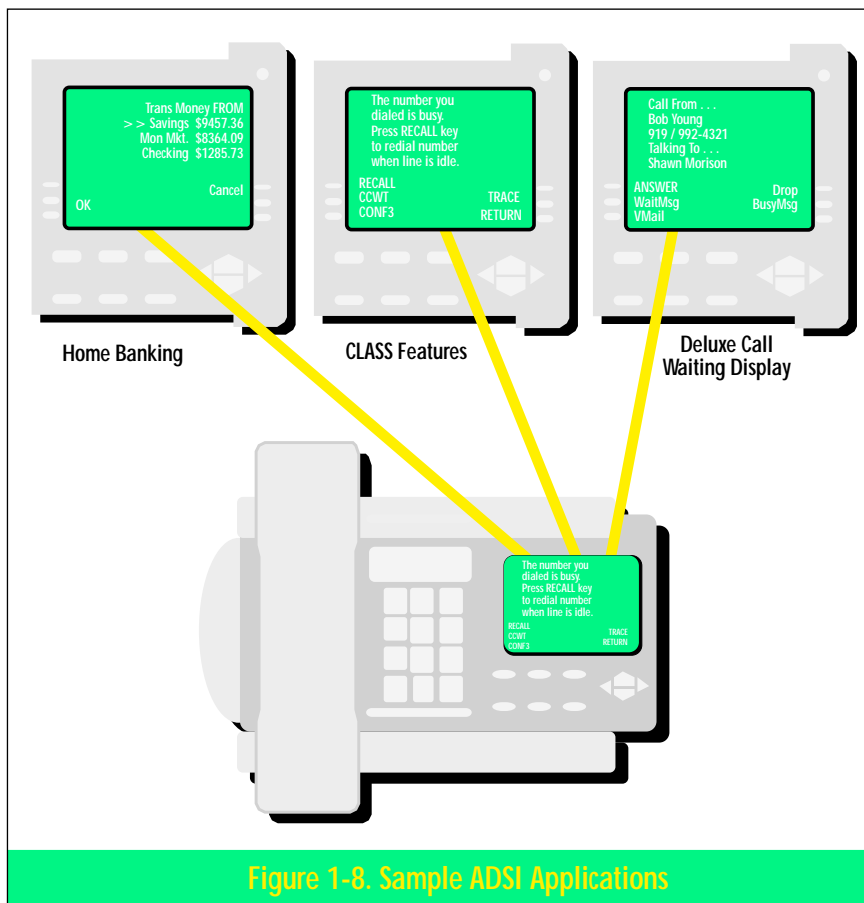 Trans Money FROM
> > Savings $9457.36
Mon Mkt. $8364.09
Checking $1285.73
Cancel
OK
Home Banking
The number you
dialed is busy.
Press RECALL key
to redial number
when line is idle.
RECALL
CCWT TRACE
CONF3 RETURN
CLASS Features
Call From . . .
Bob Young
919 / 992-4321
Talking To . . .
Shawn Morison
ANSWER Drop
WaitMsg BusyMsg
VMail
Deluxe Call
Waiting Display
The number you
dialed is busy.
Press RECALL key
to redial number
when line is idle.
RECALL
CCWT TRACE
CONF3 RETURN
Figure 1-8. Sample ADSI Applications